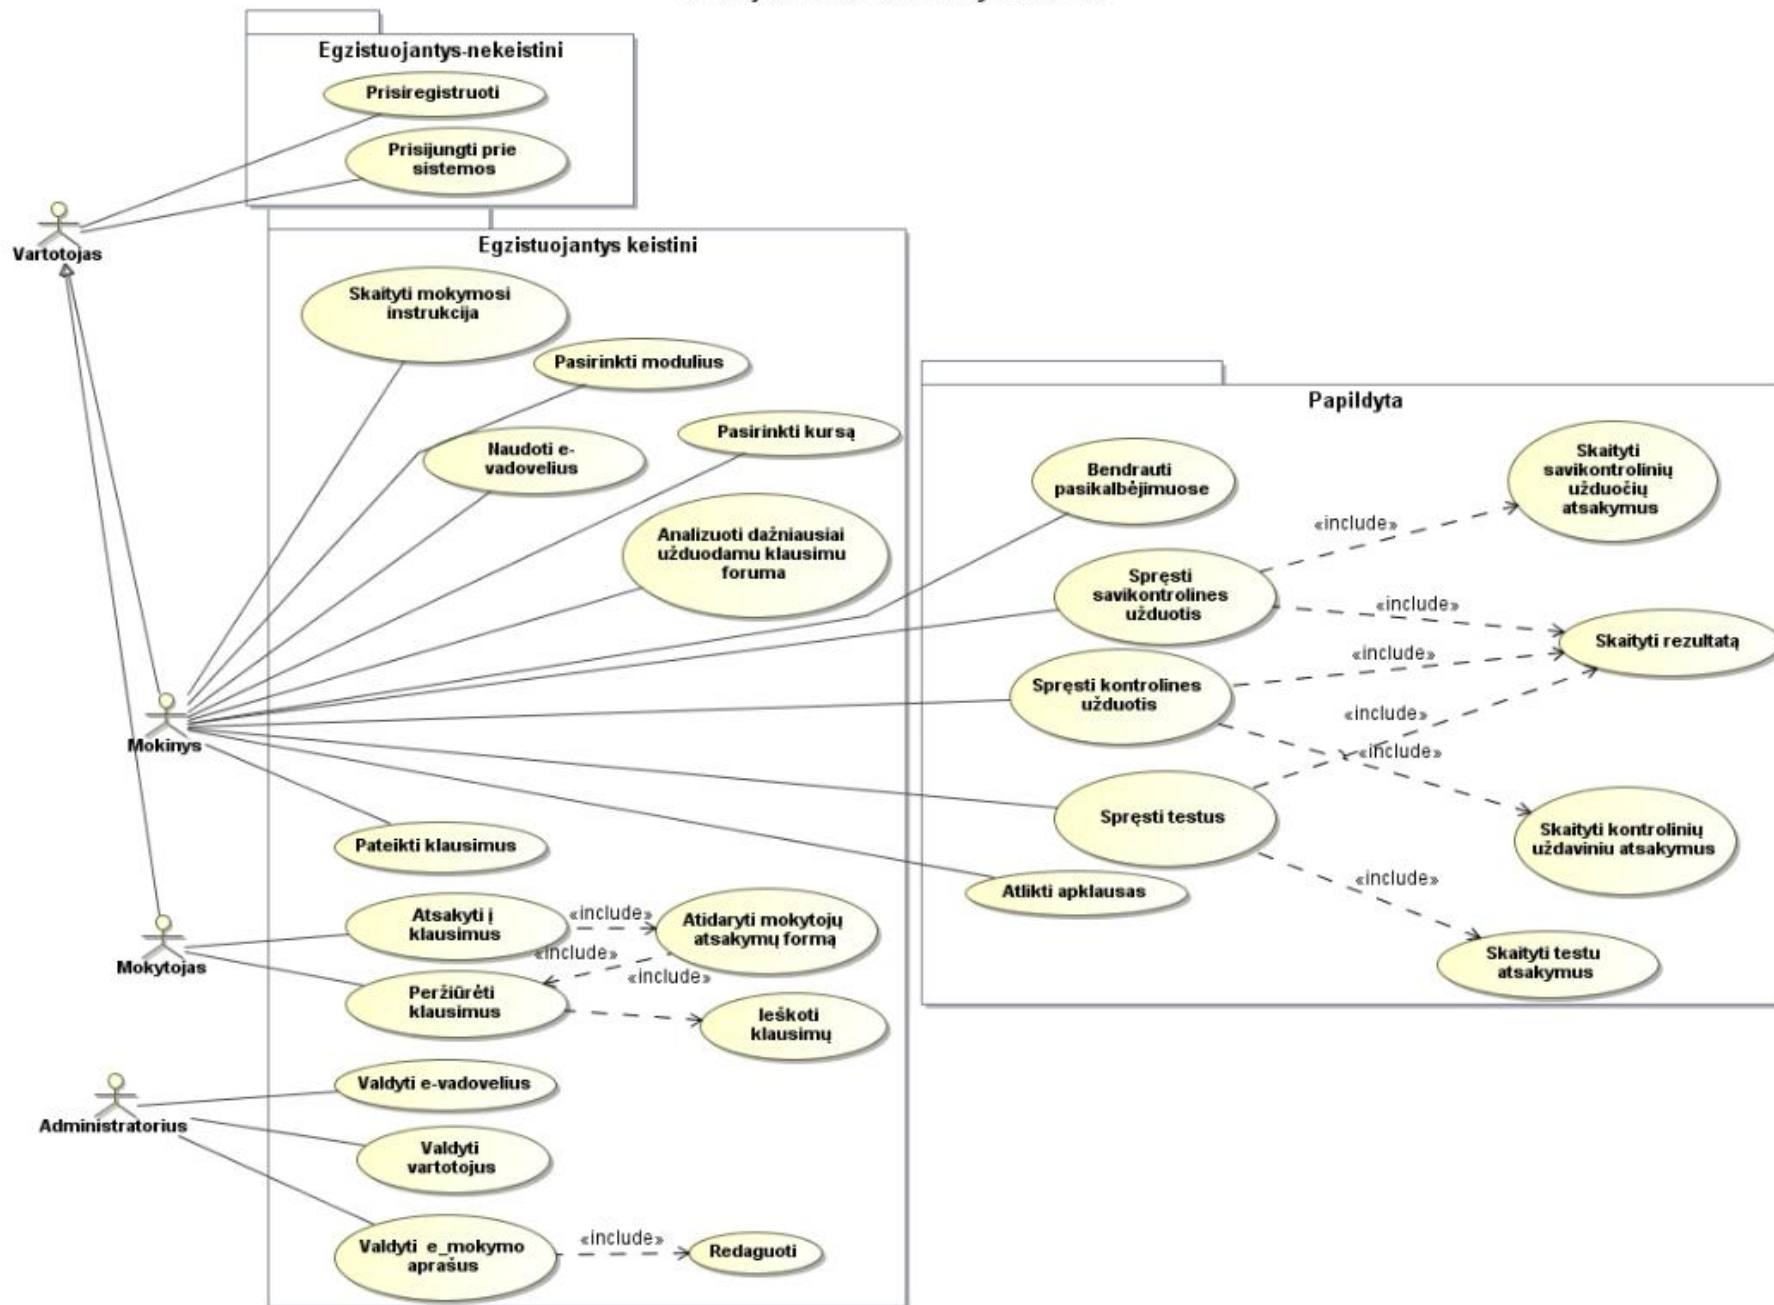 Egzistuojantys-nekeistini
Prisiregistruoti
Prisijungti prie
sistemos
Vartotojas
Egzistuojantys keistini
Skaityti mokymosi
instrukcija
Pasirinkti modulius
Pasirinkti kursą
Naudoti e-
vadovelius
Analizuoti dažniausiai
užduodamu klausimu
foruma
Mokinys
Pateikti klausimus
Atsakyti į
klausimus
«include»
Atidaryti mokytojų
atsakymų formą
Mokytojas
«include»
«include»
Peržiūrėti
klausimus
Ieškoti
klausimų
Valdyti e-vadovelius
Administratorius
Valdyti
vartotojus
Valdyti e_mokymo
aprašus
«include»
Redaguoti
Papildyta
Bendrauti
pasikalbėjimuose
Skaityti
savikontrolinių
užduočių
atsakymus
«include»
Spręsti
savikontrolines
užduotis
«include»
Skaityti rezultatą
«include»
Spręsti kontrolines
užduotis
«include»
«include»
Spręsti testus
Skaityti kontrolinių
uždaviniu atsakymus
«include»
Atlikti apklausas
Skaityti testu
atsakymus